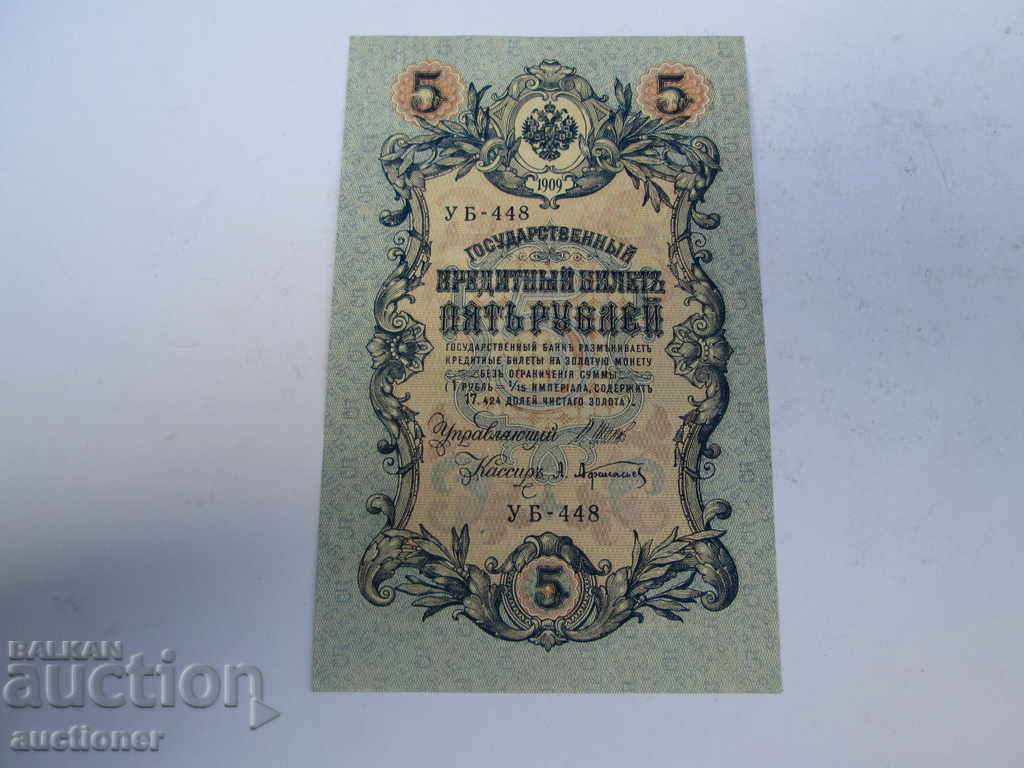 5 5
1909
УБ-448
ГОСУДАРСТВЕННЫЙ
КРЕДИТНЫЙ БИЛЕТЪ
ПЯТЬ РУБЛЕЙ
ГОСУДАРСТВЕННЫЙ БАНКЪ РАЗМѢНИВАЕТЪ
КРЕДИТНЫЕ БИЛЕТЫ НА ЗОЛОТУЮ МОНЕТУ
БЕЗЪ ОГРАНИЧЕНІЯ СУММЫ
(1 РУБЛЬ = 1/15 ИМПЕРІАЛА, СОДЕРЖИТЪ
17,424 ДОЛЕЙ ЧИСТАГО ЗОЛОТА).
Управляющій И. Шипов
Кассиръ А. Афанасьев
УБ-448
5
BALKAN
auction
auctioner